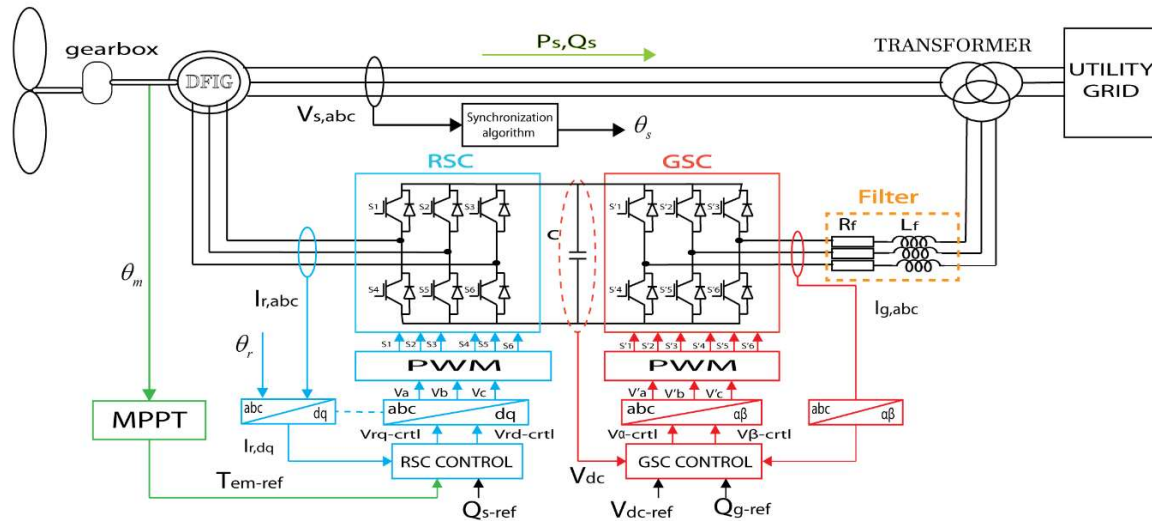 gearbox
DFIG
Ps,Qs
TRANSFORMER
UTILITY
GRID
Vs,abc
Synchronization
algorithm
θs
RSC
GSC
Filter
S1 S2 S3
C
S'1 S'2 S'3
Rf Lf
θm
Ir,abc
S4 S5 S6
S'4 S'5 S'6
Ig,abc
θr
S1 S2 S3 S4 S5 S6
S'1 S'2 S'3 S'4 S'5 S'6
PWM
PWM
Va Vb Vc
V'a V'b V'c
MPPT
abc
dq
abc
dq
abc
αβ
abc
αβ
Ir,dq
Vrq-crtl Vrd-crtl
Vα-crtl Vβ-crtl
RSC CONTROL
Vdc
GSC CONTROL
Tem-ref
Qs-ref
Vdc-ref
Qg-ref